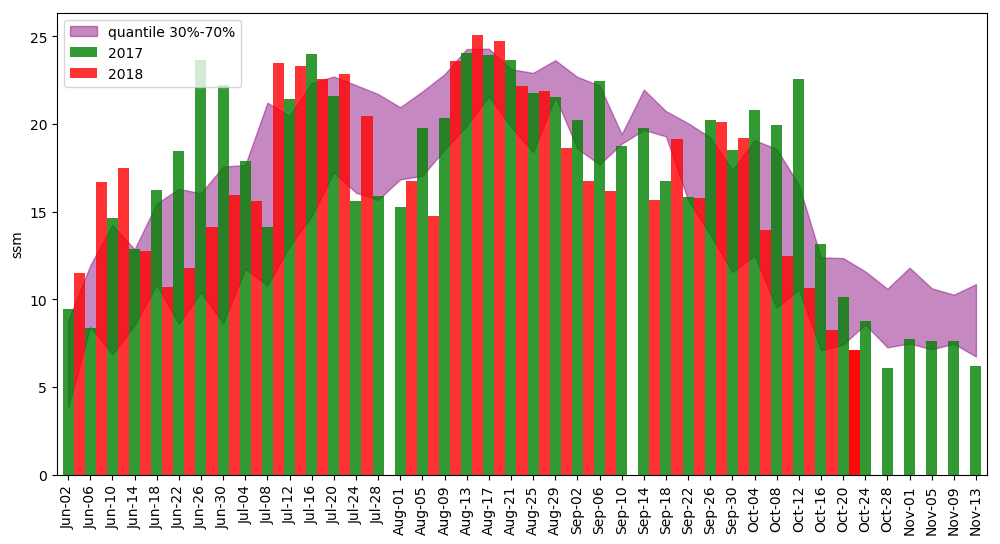 quantile 30%-70%
2017
2018
ssm
25
20
15
10
5
0
Jun-02
Jun-06
Jun-10
Jun-14
Jun-18
Jun-22
Jun-26
Jun-30
Jul-04
Jul-08
Jul-12
Jul-16
Jul-20
Jul-24
Jul-28
Aug-01
Aug-05
Aug-09
Aug-13
Aug-17
Aug-21
Aug-25
Aug-29
Sep-02
Sep-06
Sep-10
Sep-14
Sep-18
Sep-22
Sep-26
Sep-30
Oct-04
Oct-08
Oct-12
Oct-16
Oct-20
Oct-24
Oct-28
Nov-01
Nov-05
Nov-09
Nov-13